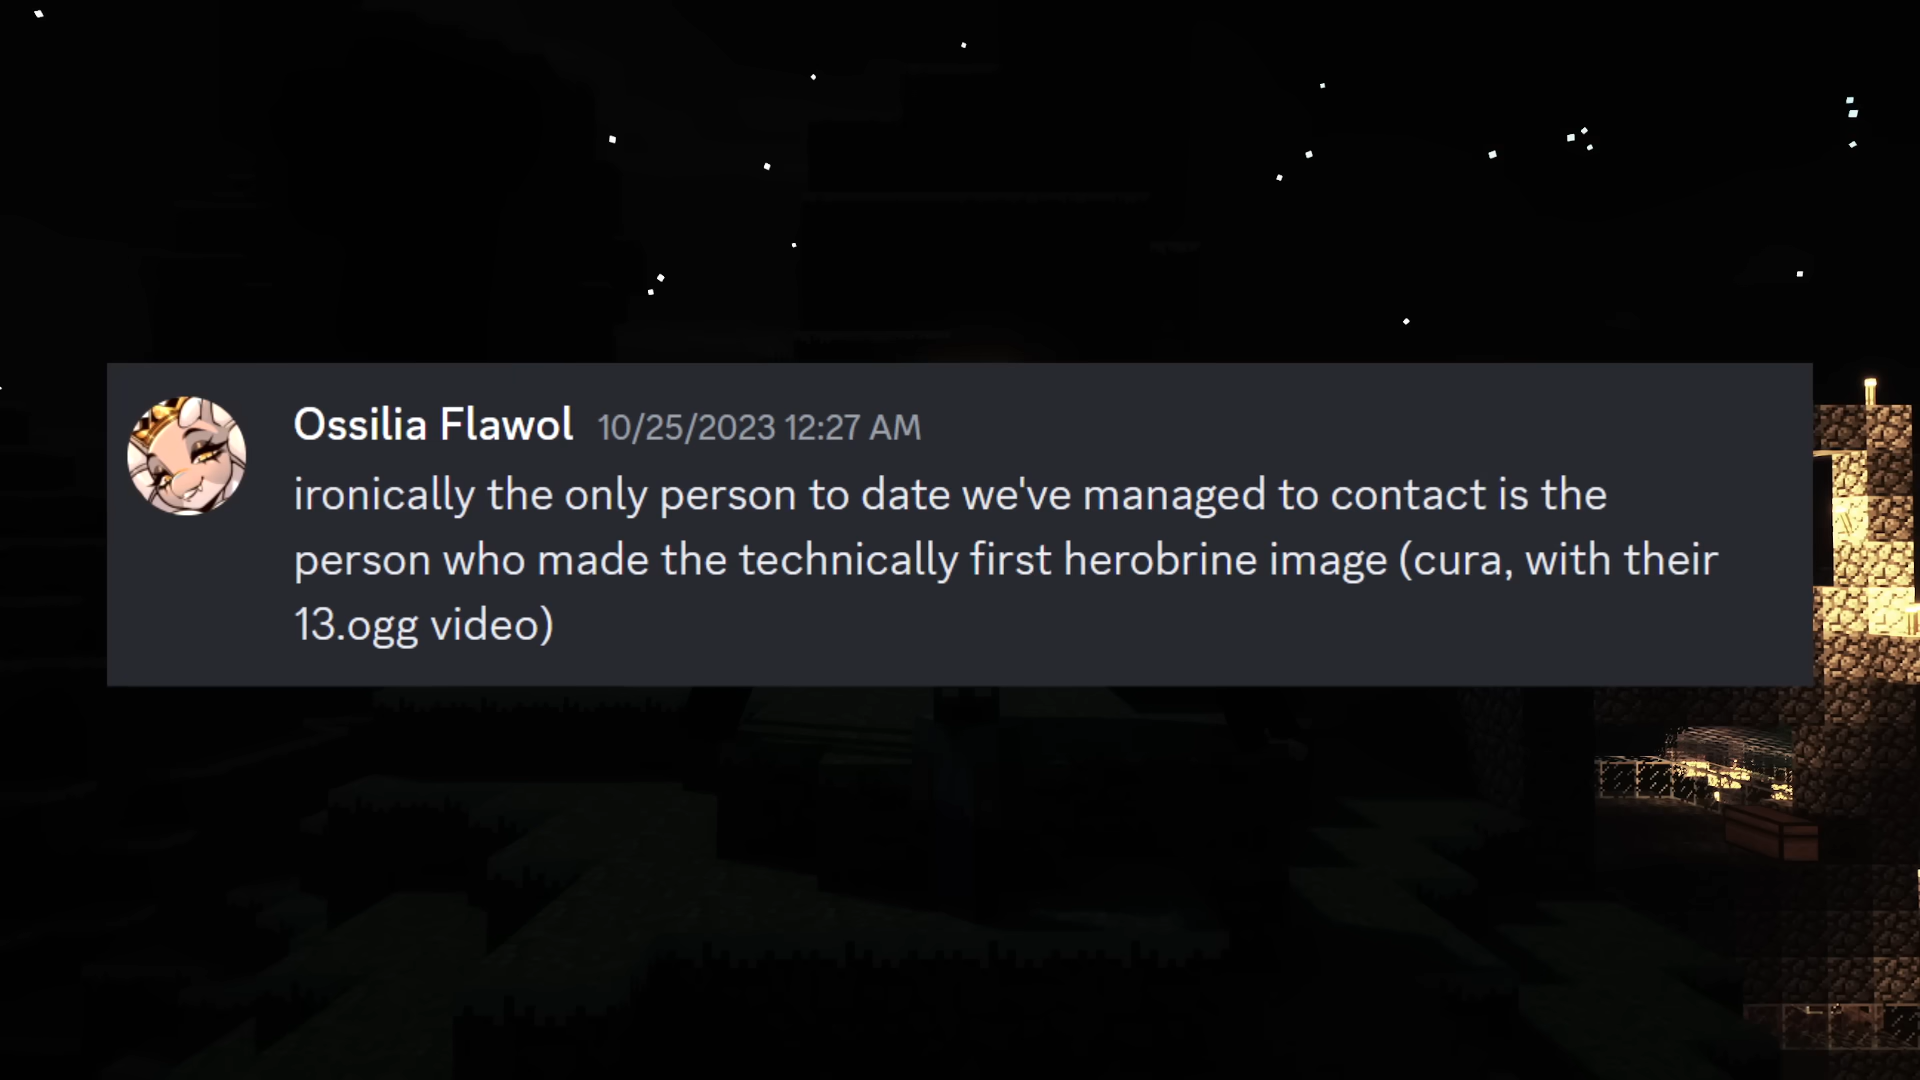 Ossilia Flawol 10/25/2023 12:27 AM
ironically the only person to date we've managed to contact is the
person who made the technically first herobrine image (cura, with their
13.ogg video)